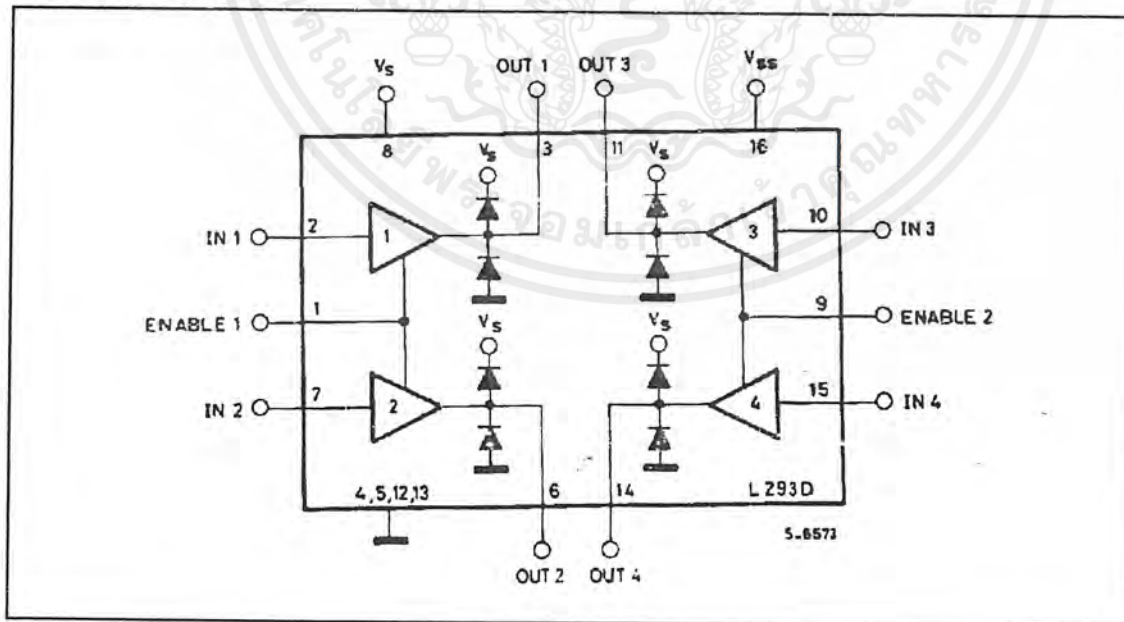 Vs OUT 1 OUT 3 Vss
8 3 11 16
Vs Vs
IN 1 2 1 3 10 IN 3
ENABLE 1 1 9 ENABLE 2
Vs Vs
IN 2 7 2 4 15 IN 4
4,5,12,13 6 14 L293D
S-6573
OUT 2 OUT 4